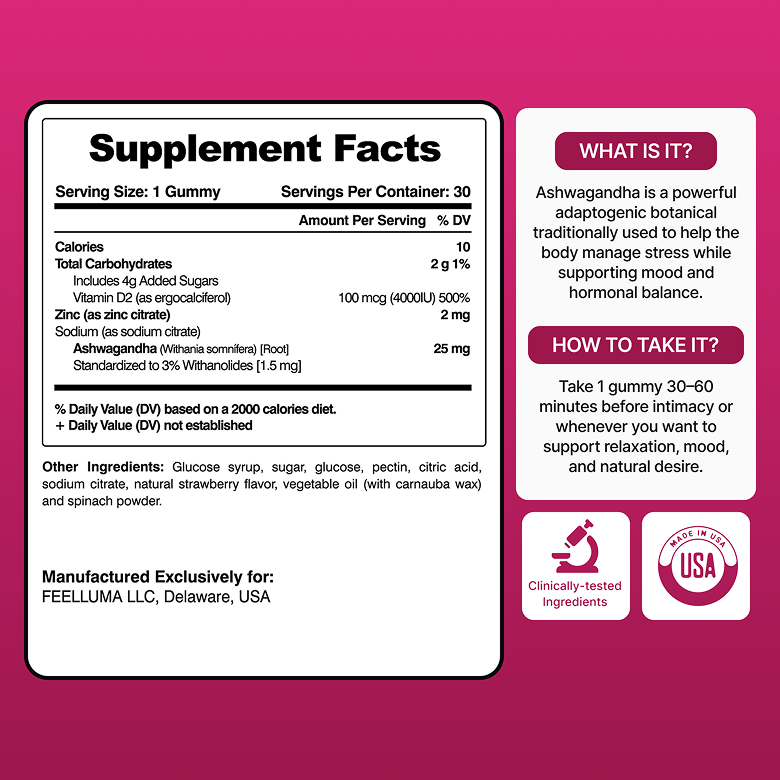 Supplement Facts
Serving Size: 1 Gummy Servings Per Container: 30
Amount Per Serving % DV
Calories 10
Total Carbohydrates 2 g 1%
Includes 4g Added Sugars
Vitamin D2 (as ergocalciferol) 100 mcg (4000IU) 500%
Zinc (as zinc citrate) 2 mg
Sodium (as sodium citrate)
Ashwagandha (Withania somnífera) [Root] 25 mg
Standardized to 3% Withanolides [1.5 mg]
% Daily Value (DV) based on a 2000 calories diet.
+ Daily Value (DV) not established
Other Ingredients: Glucose syrup, sugar, glucose, pectin, citric acid,
sodium citrate, natural strawberry flavor, vegetable oil (with carnauba wax)
and spinach powder.
Manufactured Exclusively for:
FEELLUMA LLC, Delaware, USA
WHAT IS IT?
Ashwagandha is a powerful
adaptogenic botanical
traditionally used to help the
body manage stress while
supporting mood and
hormonal balance.
HOW TO TAKE IT?
Take 1 gummy 30–60
minutes before intimacy or
whenever you want to
support relaxation, mood,
and natural desire.
Clinically-tested
Ingredients
MADE IN USA
USA